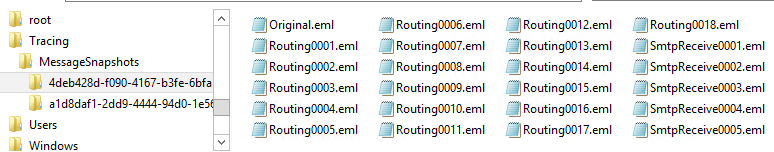 root
Tracing
MessageSnapshots
4deb428d-f090-4167-b3fe-6bfa
a1d8daf1-2dd9-4444-94d0-1e56
Users
Windows
Original.eml
Routing0001.eml
Routing0002.eml
Routing0003.eml
Routing0004.eml
Routing0005.eml
Routing0006.eml
Routing0007.eml
Routing0008.eml
Routing0009.eml
Routing0010.eml
Routing0011.eml
Routing0012.eml
Routing0013.eml
Routing0014.eml
Routing0015.eml
Routing0016.eml
Routing0017.eml
Routing0018.eml
SmtpReceive0001.eml
SmtpReceive0002.eml
SmtpReceive0003.eml
SmtpReceive0004.eml
SmtpReceive0005.eml